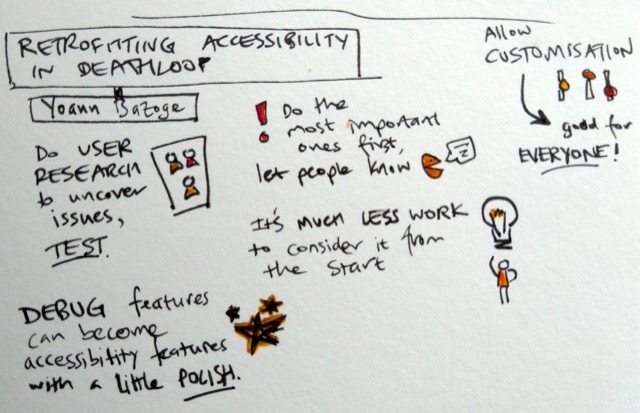 RETROFITTING ACCESSIBILITY
IN DEATHLOOP
Yoann Bazoge
Do USER
RESEARCH
to uncover
issues,
TEST.
! Do the
most important
ones first,
let people know
It's MUCH LESS WORK
to consider it from
the start
Allow
CUSTOMISATION
good for
EVERYONE!
DEBUG features
can become
accessibility features
with a little POLISH.